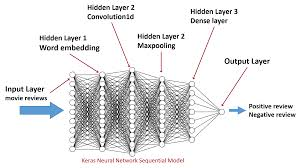 Hidden Layer 2
Convolution1d
Hidden Layer 1
Word embedding
Hidden Layer 2
Maxpooling
Hidden Layer 3
Dense layer
Input Layer
movie reviews
Output Layer
Positive review
Negative review
Keras Neural Network Sequential Model